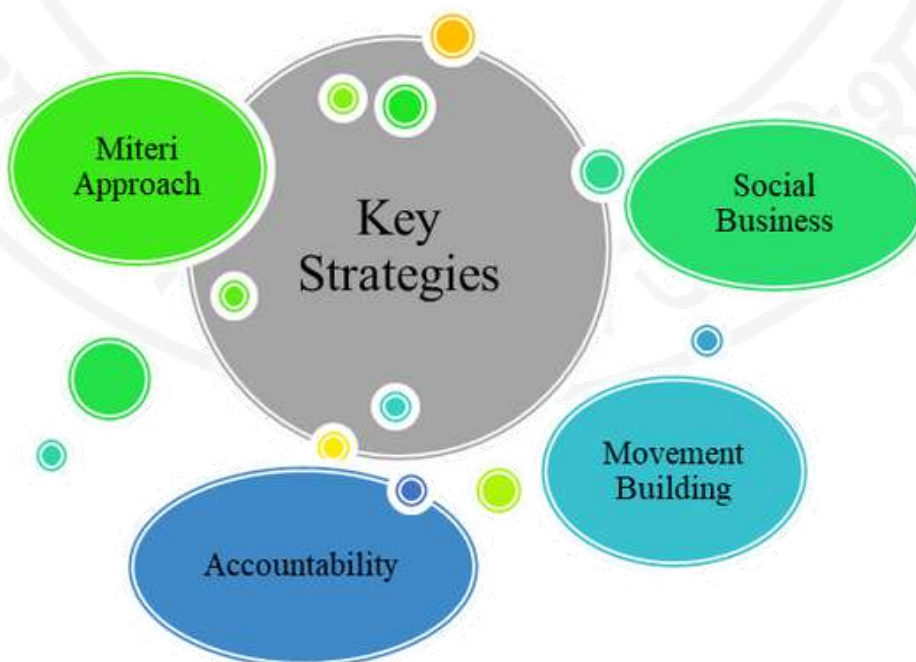 Key
Strategies
Miteri
Approach
Social
Business
Movement
Building
Accountability